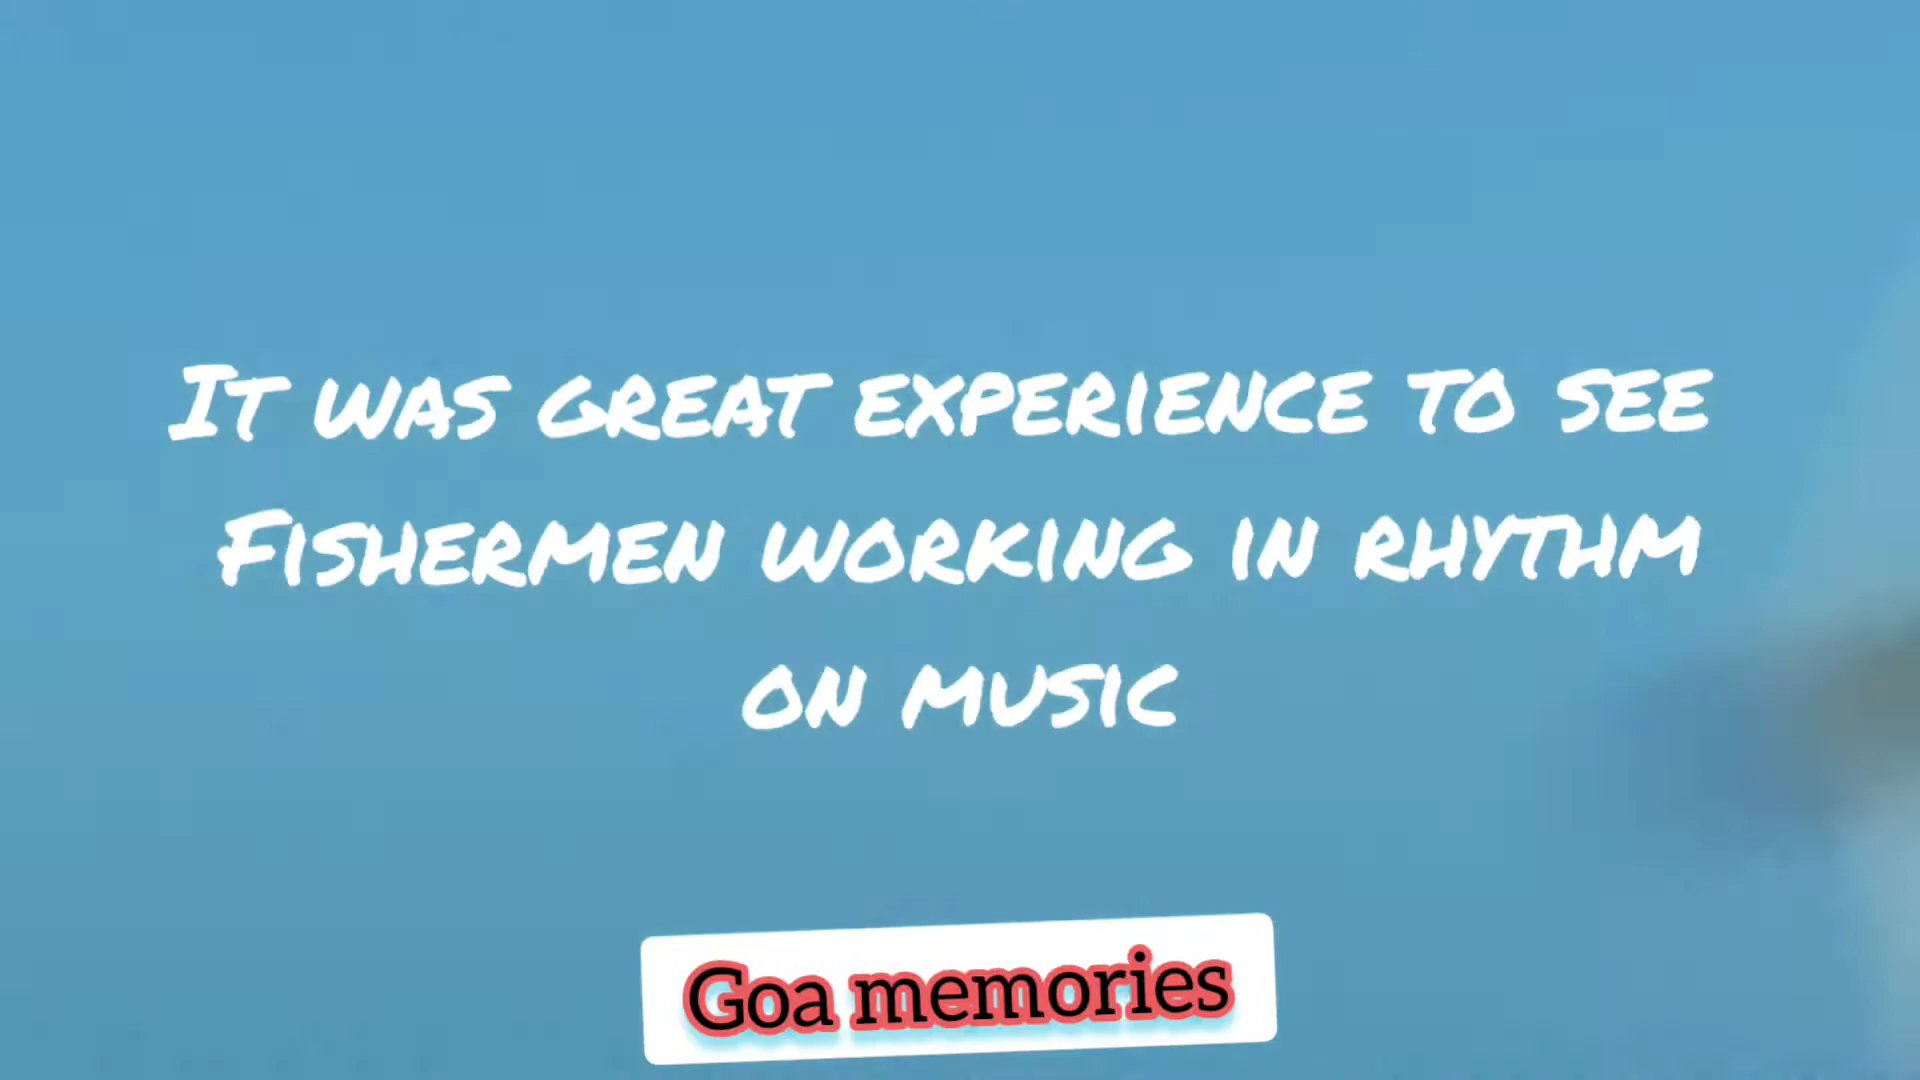 It was great experience to see
Fishermen working in rhythm
on music
Goa memories